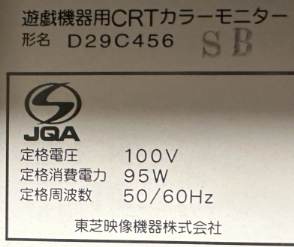 遊戯機器用CRTカラーモニター
形名 D29C456 SB
JQA
定格電圧 100V
定格消費電力 95W
定格周波数 50/60Hz
東芝映像機器株式会社